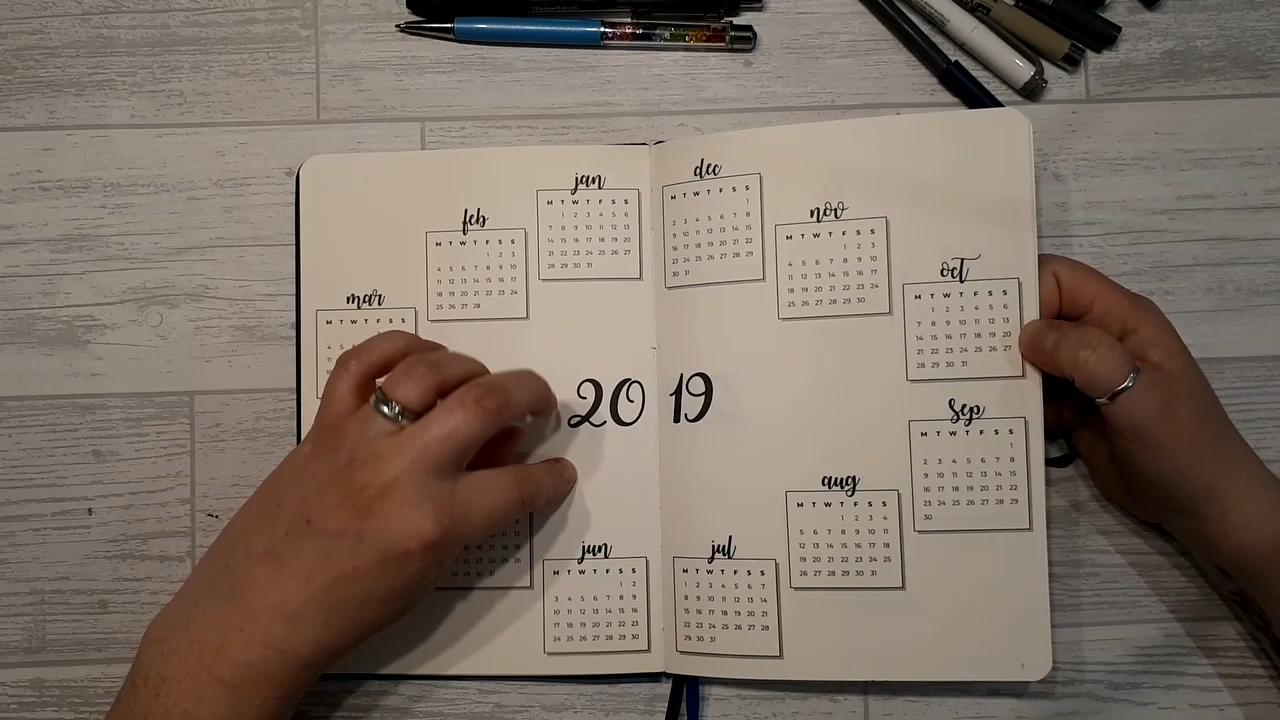 jan
M T W T F S S
1 2 3 4 5 6
7 8 9 10 11 12 13
14 15 16 17 18 19 20
21 22 23 24 25 26 27
28 29 30 31
feb
M T W T F S S
1 2 3
4 5 6 7 8 9 10
11 12 13 14 15 16 17
18 19 20 21 22 23 24
25 26 27 28
mar
M T W T F S S
4
11
jun
M T W T F S S
1 2
3 4 5 6 7 8 9
10 11 12 13 14 15 16
17 18 19 20 21 22 23
24 25 26 27 28 29 30
2019
dec
M T W T F S S
1
2 3 4 5 6 7 8
9 10 11 12 13 14 15
16 17 18 19 20 21 22
23 24 25 26 27 28 29
30 31
nov
M T W T F S S
1 2 3
4 5 6 7 8 9 10
11 12 13 14 15 16 17
18 19 20 21 22 23 24
25 26 27 28 29 30
oct
M T W T F S S
1 2 3 4 5 6
7 8 9 10 11 12 13
14 15 16 17 18 19 20
21 22 23 24 25 26 27
28 29 30 31
sep
M T W T F S S
1
2 3 4 5 6 7 8
9 10 11 12 13 14 15
16 17 18 19 20 21 22
23 24 25 26 27 28 29
30
aug
M T W T F S S
1 2 3 4
5 6 7 8 9 10 11
12 13 14 15 16 17 18
19 20 21 22 23 24 25
26 27 28 29 30 31
jul
M T W T F S S
1 2 3 4 5 6 7
8 9 10 11 12 13 14
15 16 17 18 19 20 21
22 23 24 25 26 27 28
29 30 31
2